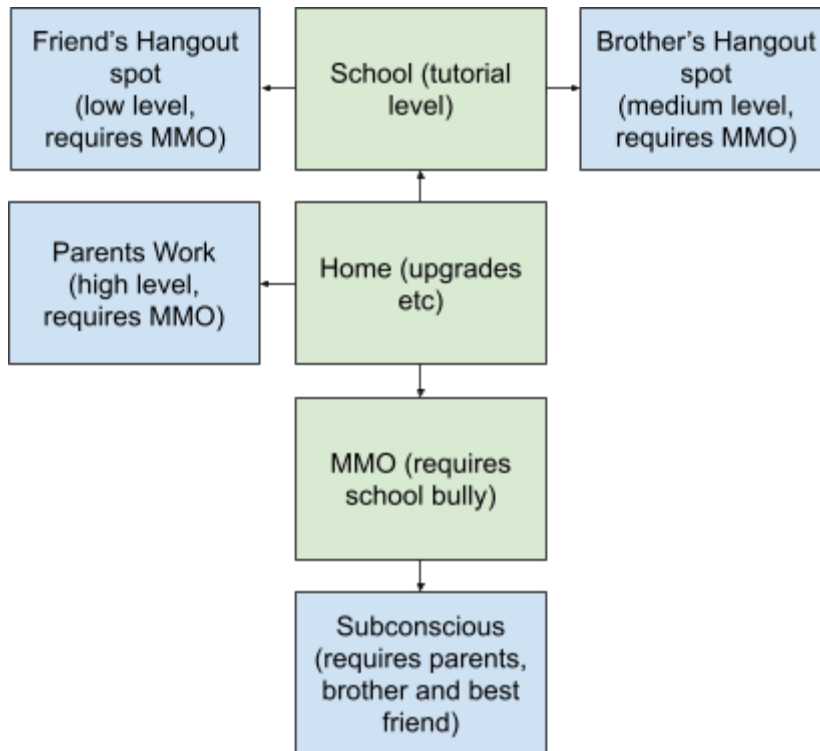 Friend's Hangout
spot
(low level,
requires MMO)
School (tutorial
level)
Brother's Hangout
spot
(medium level,
requires MMO)
Parents Work
(high level,
requires MMO)
Home (upgrades
etc)
MMO (requires
school bully)
Subconscious
(requires parents,
brother and best
friend)